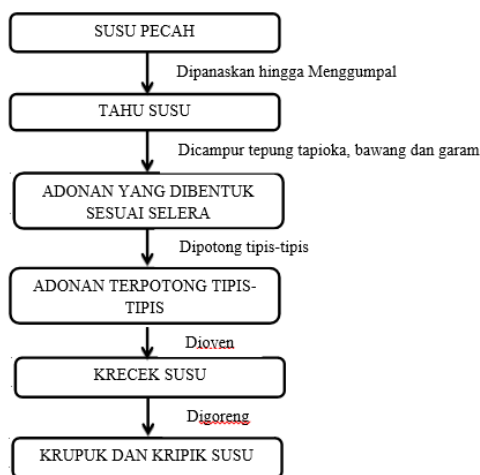 SUSU PECAH
Dipanaskan hingga Menggumpal
TAHU SUSU
Dicampur tepung tapioka, bawang dan garam
ADONAN YANG DIBENTUK
SESUAI SELERA
Dipotong tipis-tipis
ADONAN TERPOTONG TIPIS-
TIPIS
Dioven
KRECEK SUSU
Digoreng
KRUPUK DAN KRIPIK SUSU